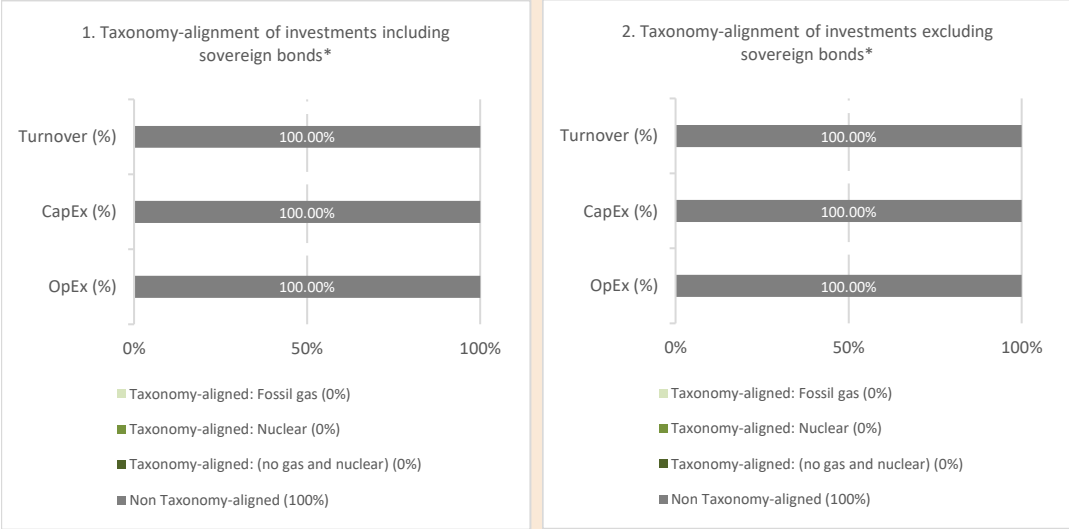 1. Taxonomy-alignment of investments including
sovereign bonds*
Turnover (%)
100.00%
CapEx (%)
100.00%
OpEx (%)
100.00%
0%
50%
100%
Taxonomy-aligned: Fossil gas (0%)
Taxonomy-aligned: Nuclear (0%)
Taxonomy-aligned: (no gas and nuclear) (0%)
Non Taxonomy-aligned (100%)
2. Taxonomy-alignment of investments excluding
sovereign bonds*
Turnover (%)
100.00%
CapEx (%)
100.00%
OpEx (%)
100.00%
0%
50%
100%
Taxonomy-aligned: Fossil gas (0%)
Taxonomy-aligned: Nuclear (0%)
Taxonomy-aligned: (no gas and nuclear) (0%)
Non Taxonomy-aligned (100%)